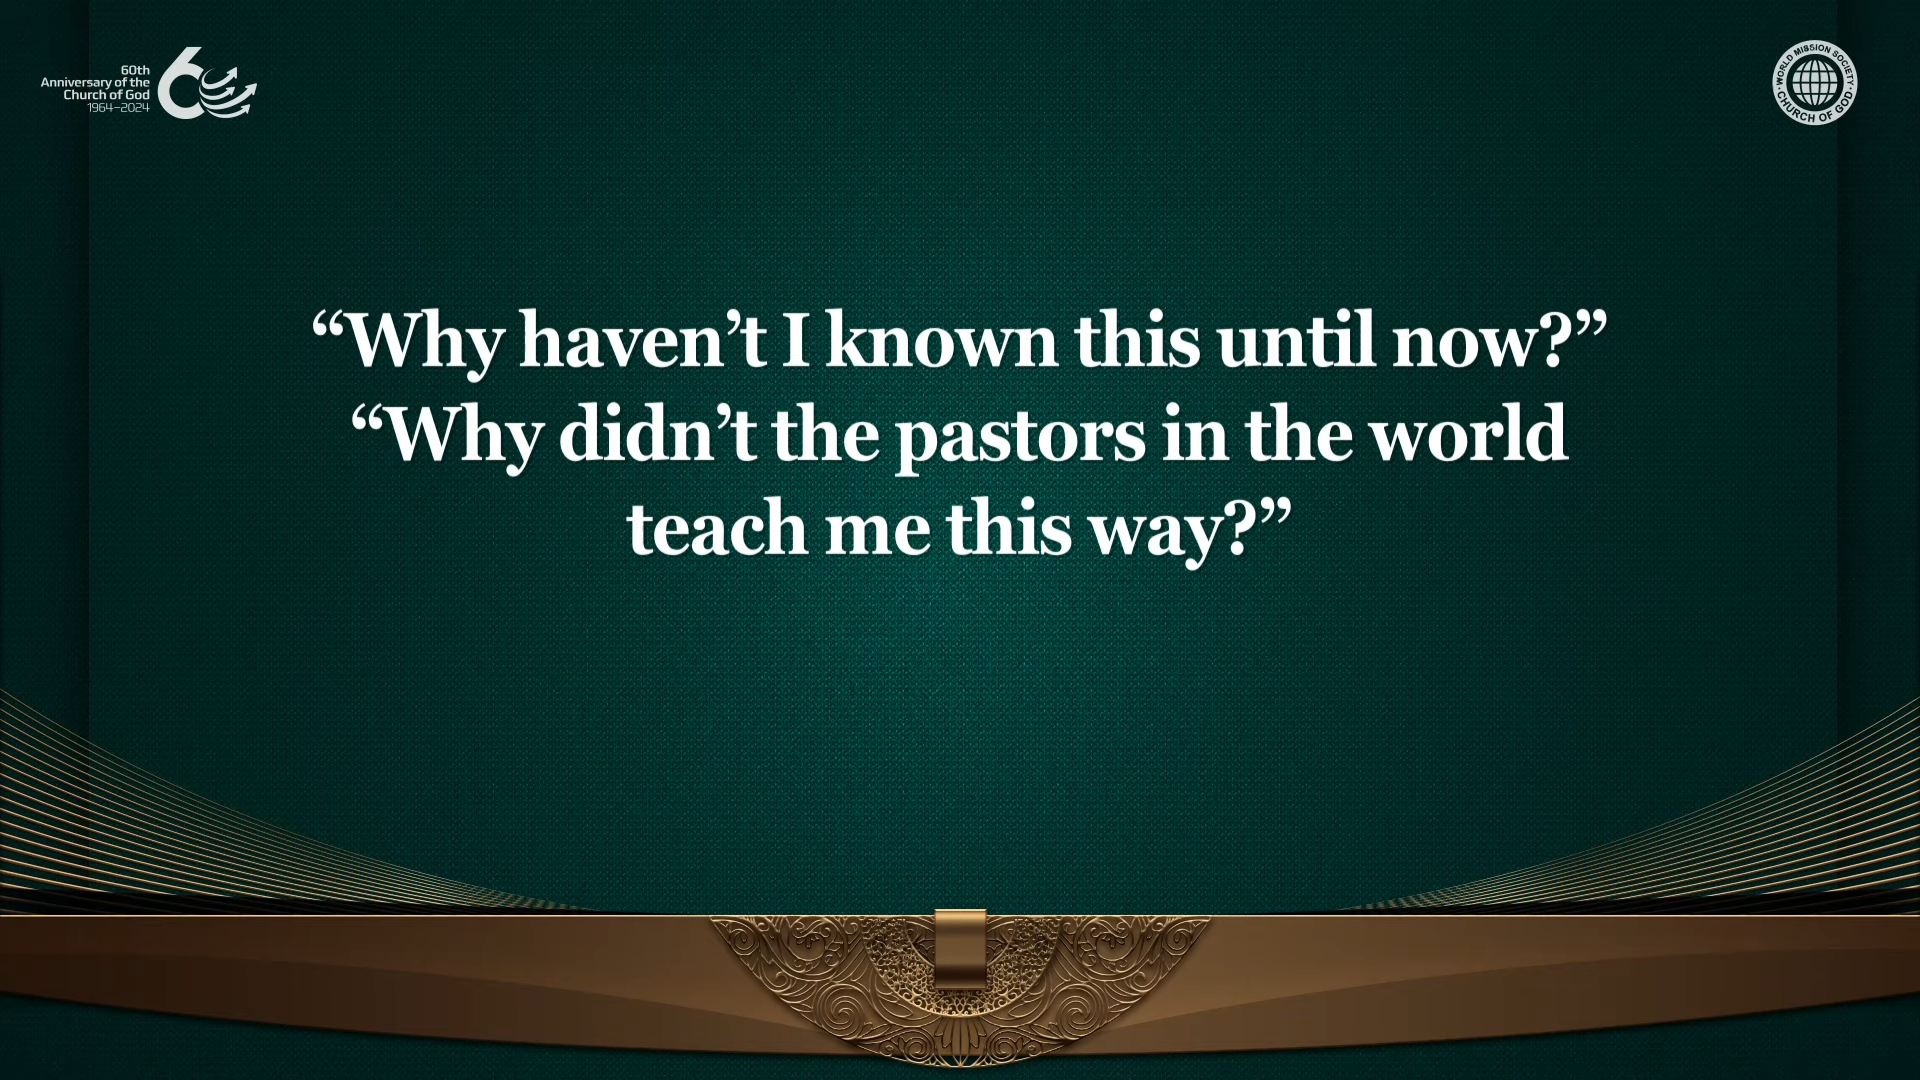 60th
Anniversary of the
Church of God
1964–2024
WORLD MISSION SOCIETY
CHURCH OF GOD
“Why haven’t I known this until now?”
“Why didn’t the pastors in the world
teach me this way?”